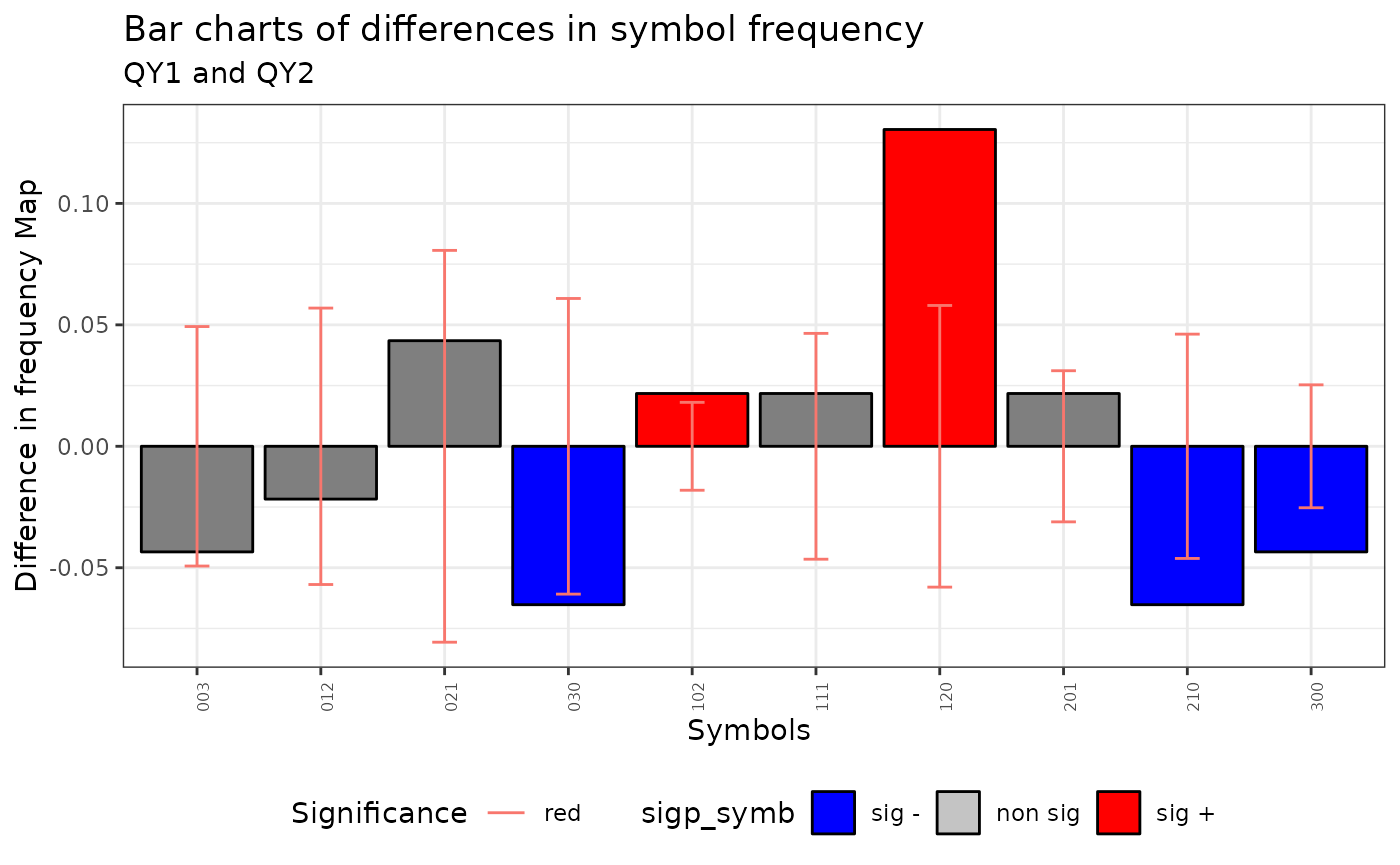 Bar charts of differences in symbol frequency
QY1 and QY2
Difference in frequency Map
0.10
0.05
0.00
-0.05
003 012 021 030 102 111 120 201 210 300
Symbols
Significance red sigp_symb sig - non sig sig +